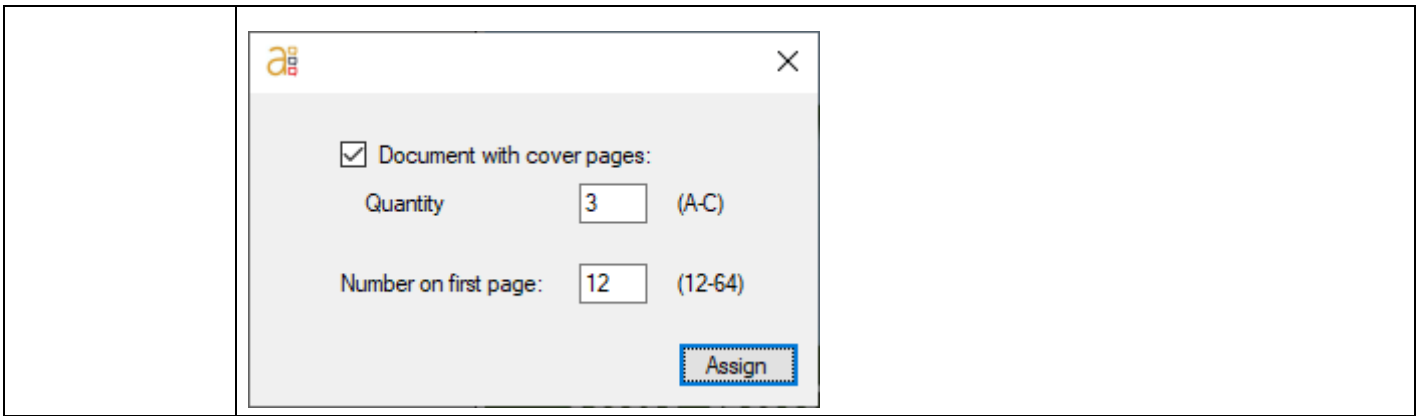 Document with cover pages:
Quantity 3 (A-C)
Number on first page: 12 (12-64)
Assign